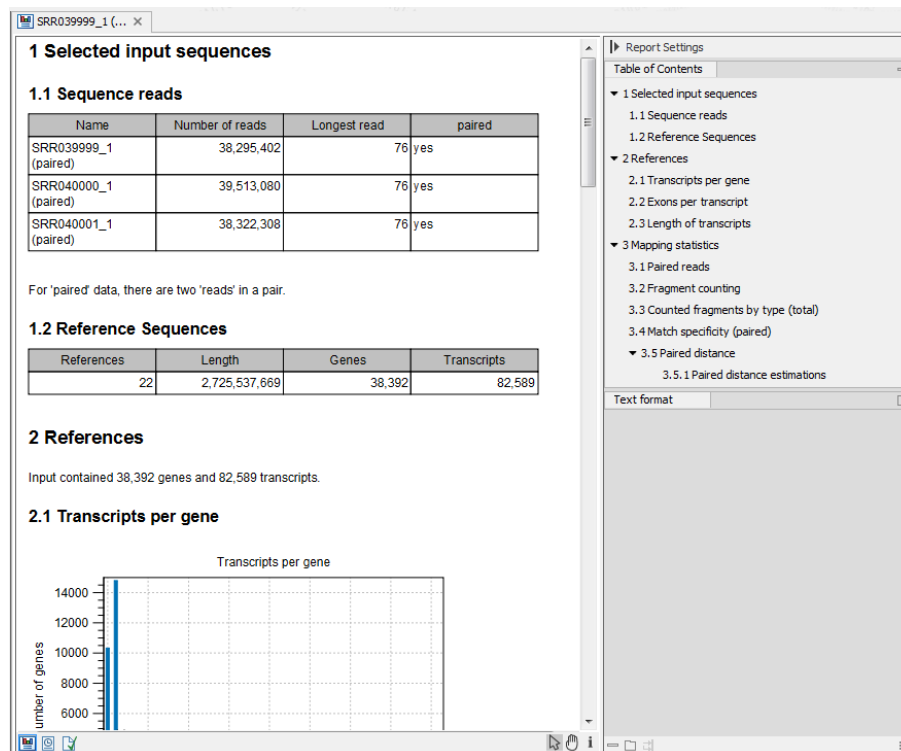 SRR039999_1 (...
1 Selected input sequences
1.1 Sequence reads
Name Number of reads Longest read paired
SRR039999_1 (paired) 38,295,402 76 yes
SRR040000_1 (paired) 39,513,080 76 yes
SRR040001_1 (paired) 38,322,308 76 yes
For 'paired' data, there are two 'reads' in a pair.
1.2 Reference Sequences
References Length Genes Transcripts
22 2,725,537,669 38,392 82,589
2 References
Input contained 38,392 genes and 82,589 transcripts.
2.1 Transcripts per gene
Transcripts per gene
14000
12000
10000
8000
6000
umber of genes
Report Settings
Table of Contents
1 Selected input sequences
1.1 Sequence reads
1.2 Reference Sequences
2 References
2.1 Transcripts per gene
2.2 Exons per transcript
2.3 Length of transcripts
3 Mapping statistics
3.1 Paired reads
3.2 Fragment counting
3.3 Counted fragments by type (total)
3.4 Match specificity (paired)
3.5 Paired distance
3.5.1 Paired distance estimations
Text format